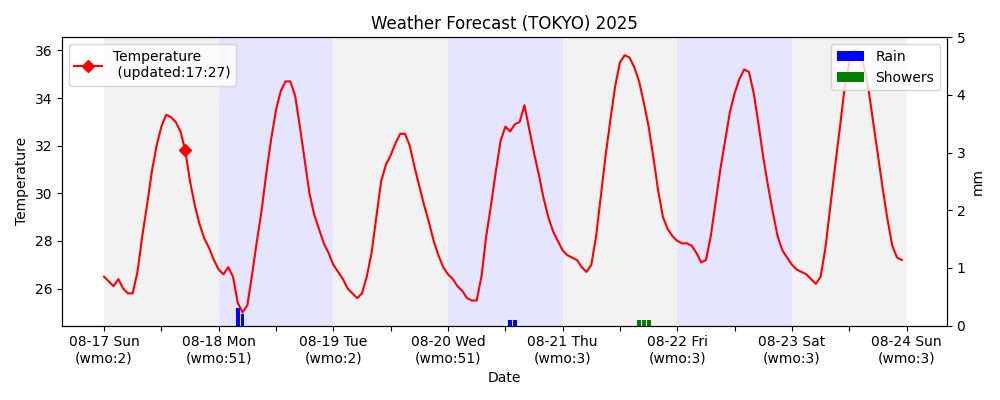 Weather Forecast (TOKYO) 2025
Temperature
(updated:17:27)
Rain
Showers
Temperature
36
34
32
30
28
26
5
4
3
2
1
0
mm
08-17 Sun
(wmo:2)
08-18 Mon
(wmo:51)
08-19 Tue
(wmo:2)
08-20 Wed
(wmo:51)
08-21 Thu
(wmo:3)
08-22 Fri
(wmo:3)
08-23 Sat
(wmo:3)
08-24 Sun
(wmo:3)
Date